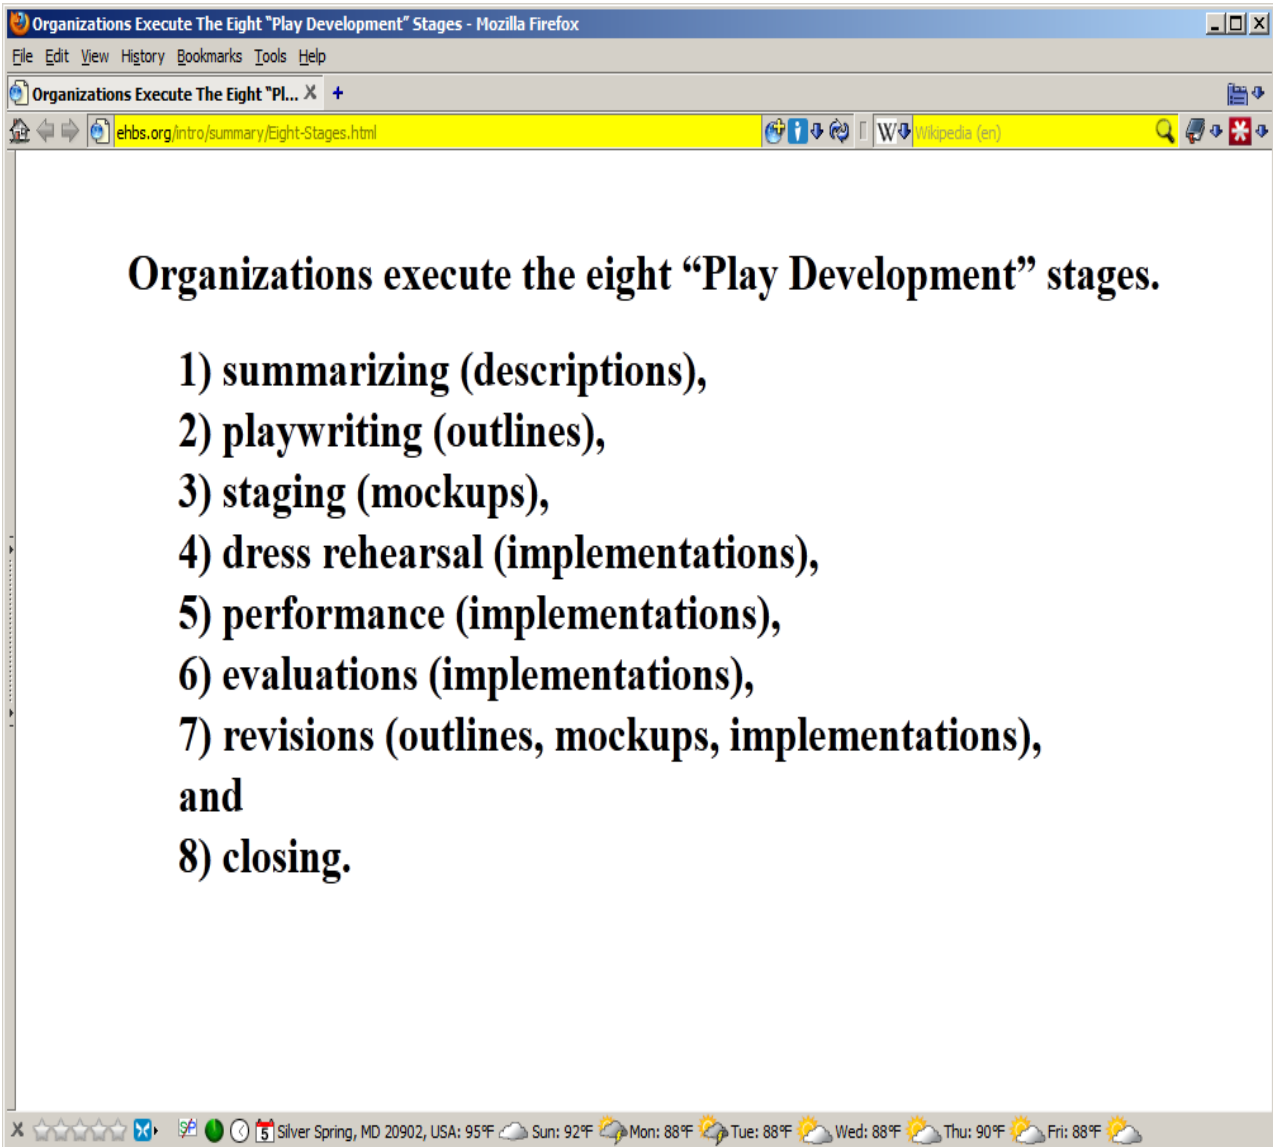 Organizations Execute The Eight "Play Development" Stages - Mozilla Firefox
File Edit View History Bookmarks Tools Help
Organizations Execute The Eight "Pl... X +
ehbs.org/intro/summary/Eight-Stages.html W Wikipedia (en)
Organizations execute the eight “Play Development” stages.
1) summarizing (descriptions),
2) playwriting (outlines),
3) staging (mockups),
4) dress rehearsal (implementations),
5) performance (implementations),
6) evaluations (implementations),
7) revisions (outlines, mockups, implementations),
and
8) closing.
X SP 5 Silver Spring, MD 20902, USA: 95°F Sun: 92°F Mon: 88°F Tue: 88°F Wed: 88°F Thu: 90°F Fri: 88°F